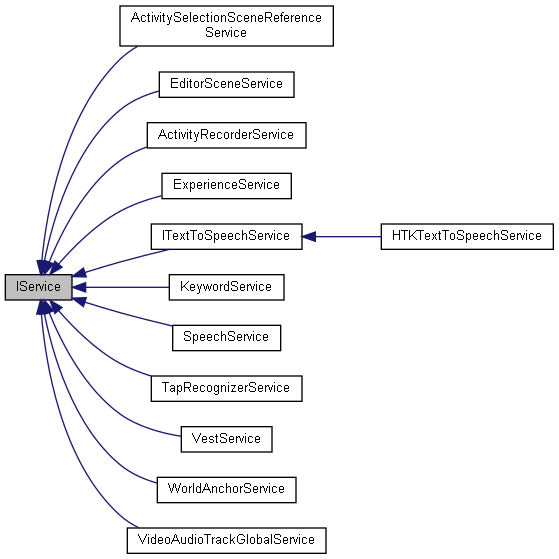 ActivitySelectionSceneReference
Service
EditorSceneService
ActivityRecorderService
ExperienceService
ITextToSpeechService
HTKTextToSpeechService
IService
KeywordService
SpeechService
TapRecognizerService
VestService
WorldAnchorService
VideoAudioTrackGlobalService